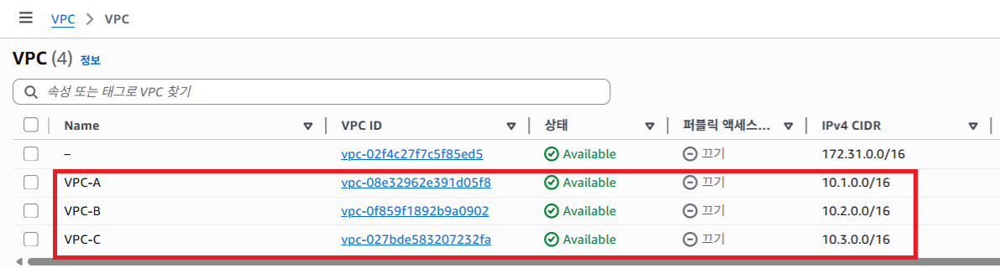 VPC > VPC
VPC (4) 정보
속성 또는 태그로 VPC 찾기
Name VPC ID 상태 퍼블릭 액세스... IPv4 CIDR
– vpc-02f4c27f7c5f85ed5 Available 끄기 172.31.0.0/16
VPC-A vpc-08e32962e391d05f8 Available 끄기 10.1.0.0/16
VPC-B vpc-0f859f1892b9a0902 Available 끄기 10.2.0.0/16
VPC-C vpc-027bde583207232fa Available 끄기 10.3.0.0/16